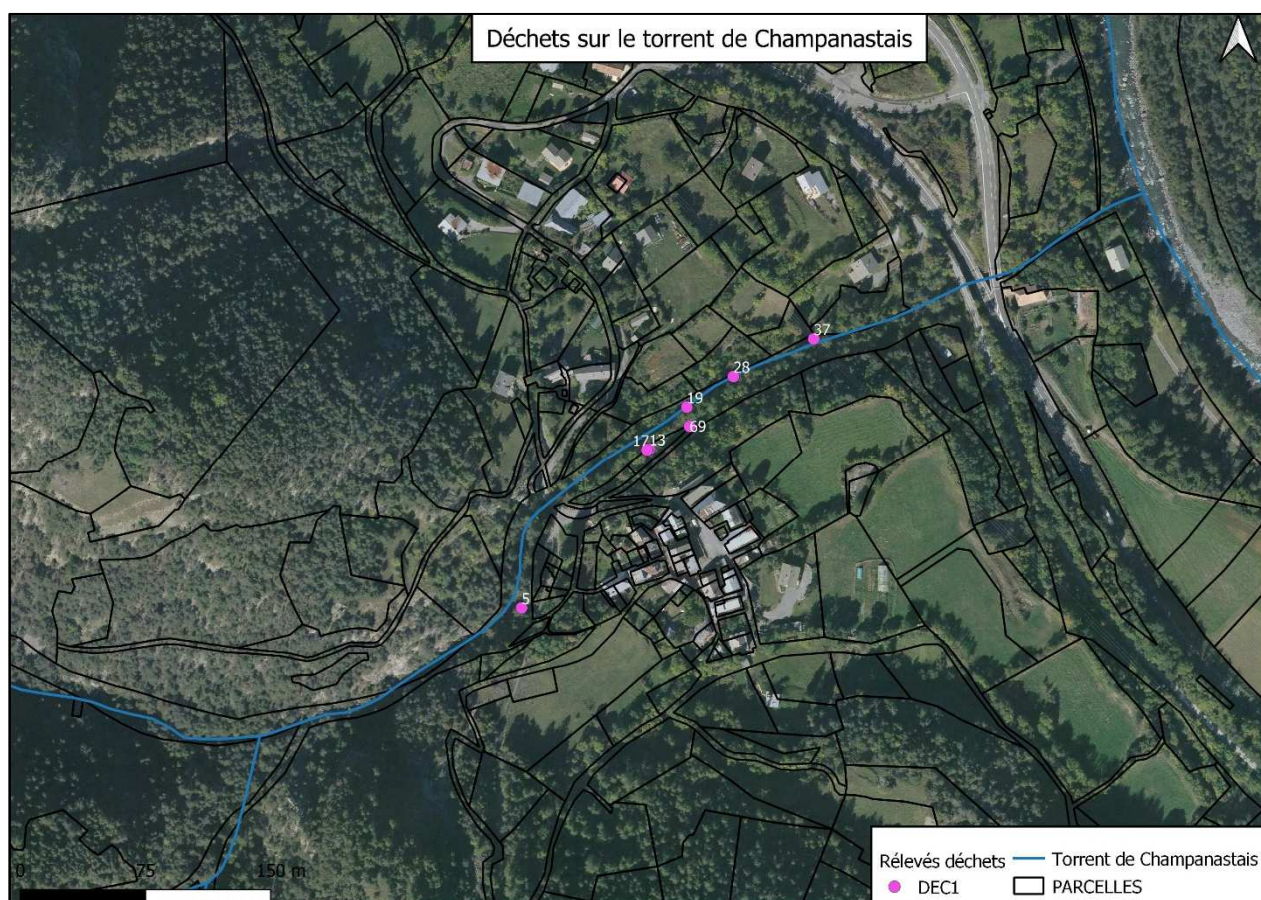 Déchets sur le torrent de Champanastais
37
28
19
69
1713
5
0 75 150 m
Rélevés déchets
Torrent de Champanastais
DEC1
PARCELLES